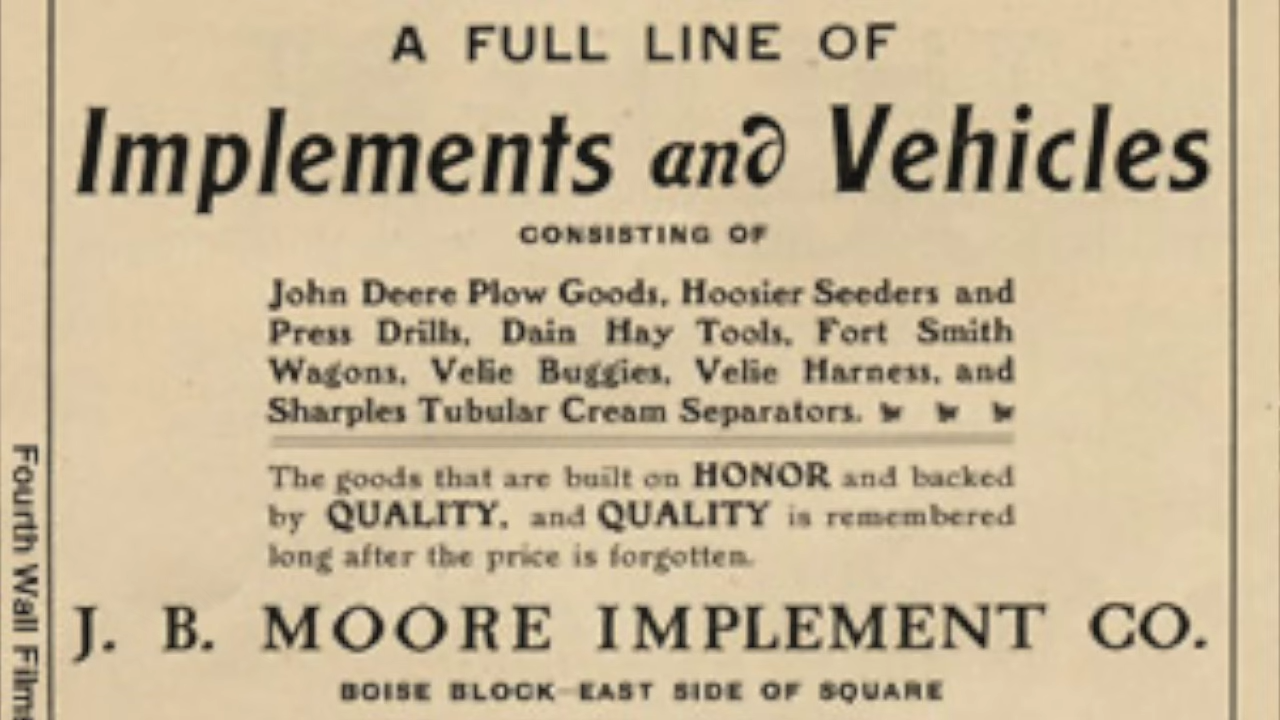 A FULL LINE OF
Implements and Vehicles
CONSISTING OF
John Deere Plow Goods, Hoosier Seeders and
Press Drills, Dain Hay Tools, Fort Smith
Wagons, Velie Buggies, Velie Harness, and
Sharples Tubular Cream Separators.
The goods that are built on HONOR and backed
by QUALITY, and QUALITY is remembered
long after the price is forgotten.
J. B. MOORE IMPLEMENT CO.
BOISE BLOCK—EAST SIDE OF SQUARE
Fourth Wall Films